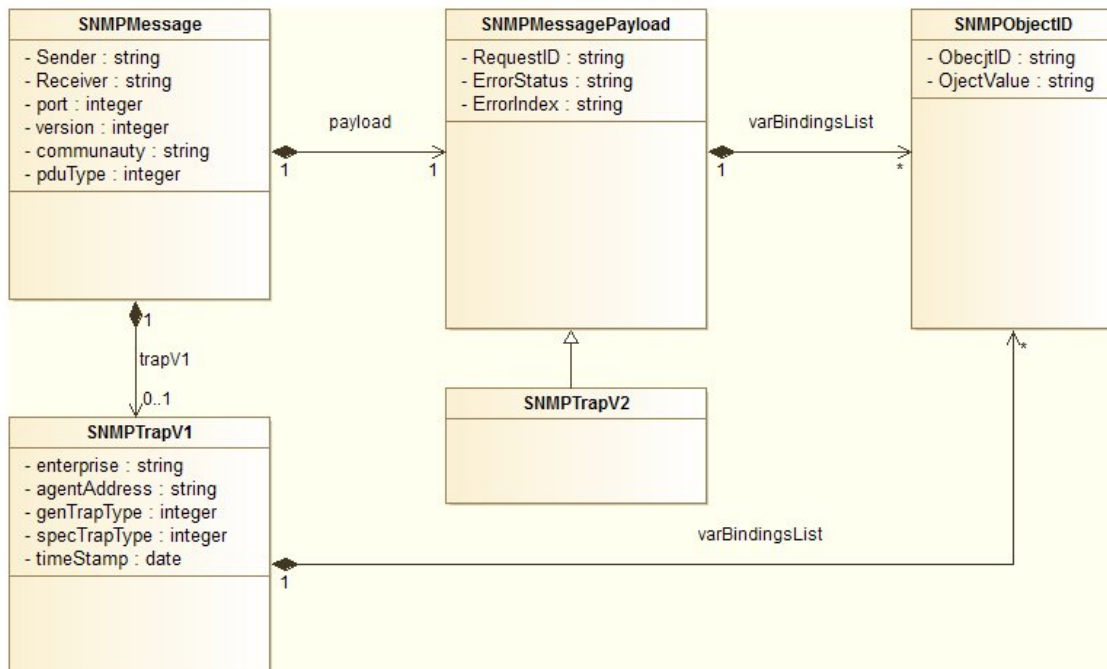 SNMPMessage
- Sender : string
- Receiver : string
- port : integer
- version : integer
- communauty : string
- pduType : integer
SNMPMessagePayload
- RequestID : string
- ErrorStatus : string
- ErrorIndex : string
SNMPObjectID
- ObecjtID : string
- OjectValue : string
payload
1
1
varBindingsList
1
*
1
trapV1
0..1
*
SNMPTrapV2
SNMPTrapV1
- enterprise : string
- agentAddress : string
- genTrapType : integer
- specTrapType : integer
- timeStamp : date
varBindingsList
1